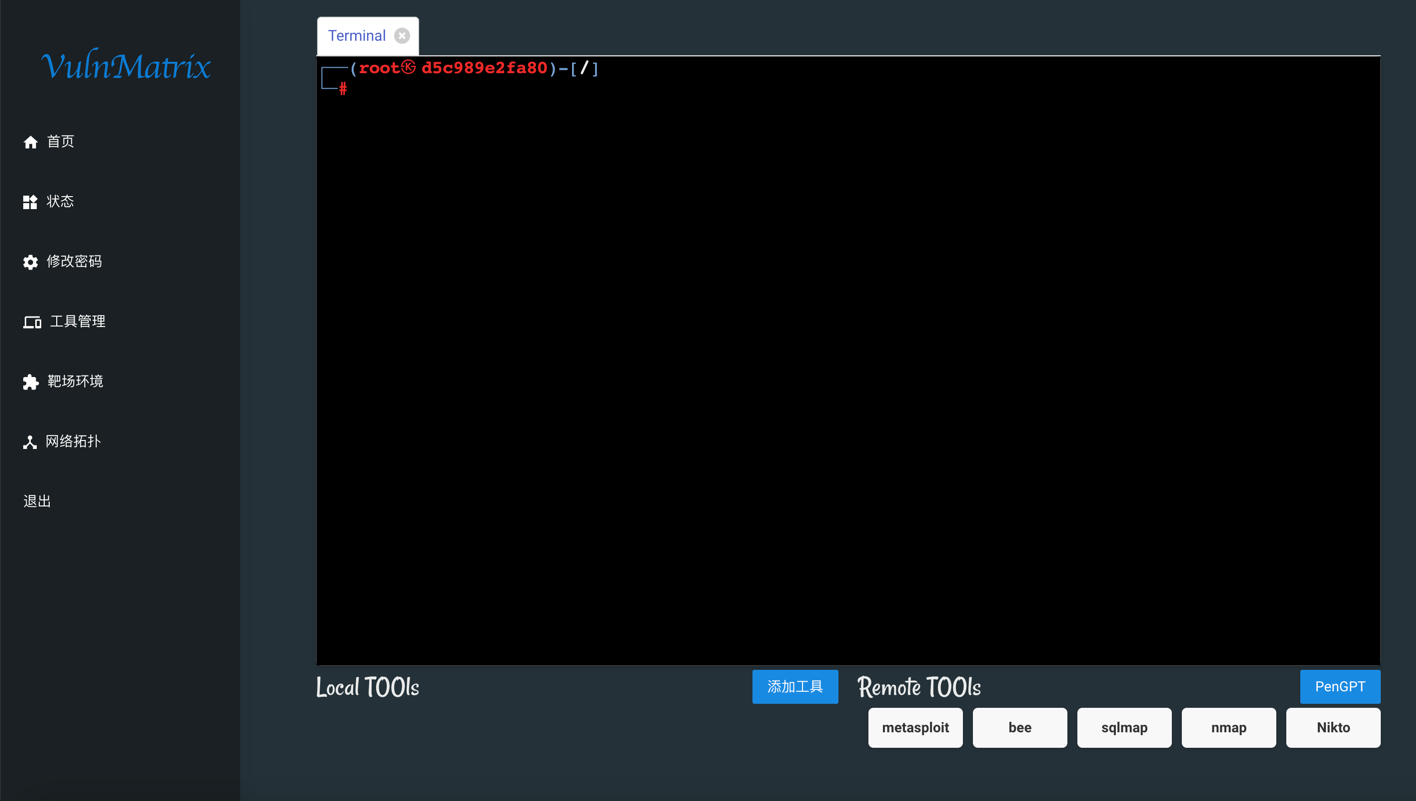 VulnMatrix
首页
状态
修改密码
工具管理
靶场环境
网络拓扑
退出
Terminal
┌──(root㉿d5c989e2fa80)-[/]
└─#
Local TOOls
添加工具
Remote TOOls
PenGPT
metasploit
bee
sqlmap
nmap
Nikto